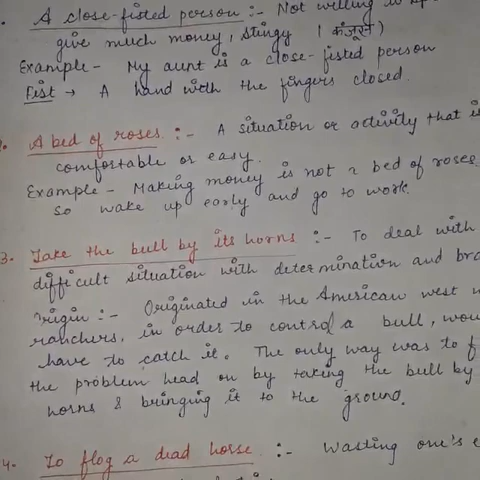 A close-fisted person :- Not willing
give much money, stingy ( कंजूस )
Example - My aunt is a close-fisted person
Fist → A hand with the fingers closed.
A bed of roses. :- A situation or activity that is
comfortable or easy.
Example - Making money is not a bed of roses
so wake up early and go to work.
3. Take the bull by its horns :- To deal with
difficult situation with determination and
origin :- Originated in the American west
ranchers, in order to control a bull,
have to catch it. The only way was to
the problem head on by taking the bull by
horns & bringing it to the ground.
4. To flog a dead horse :- Wasting one's